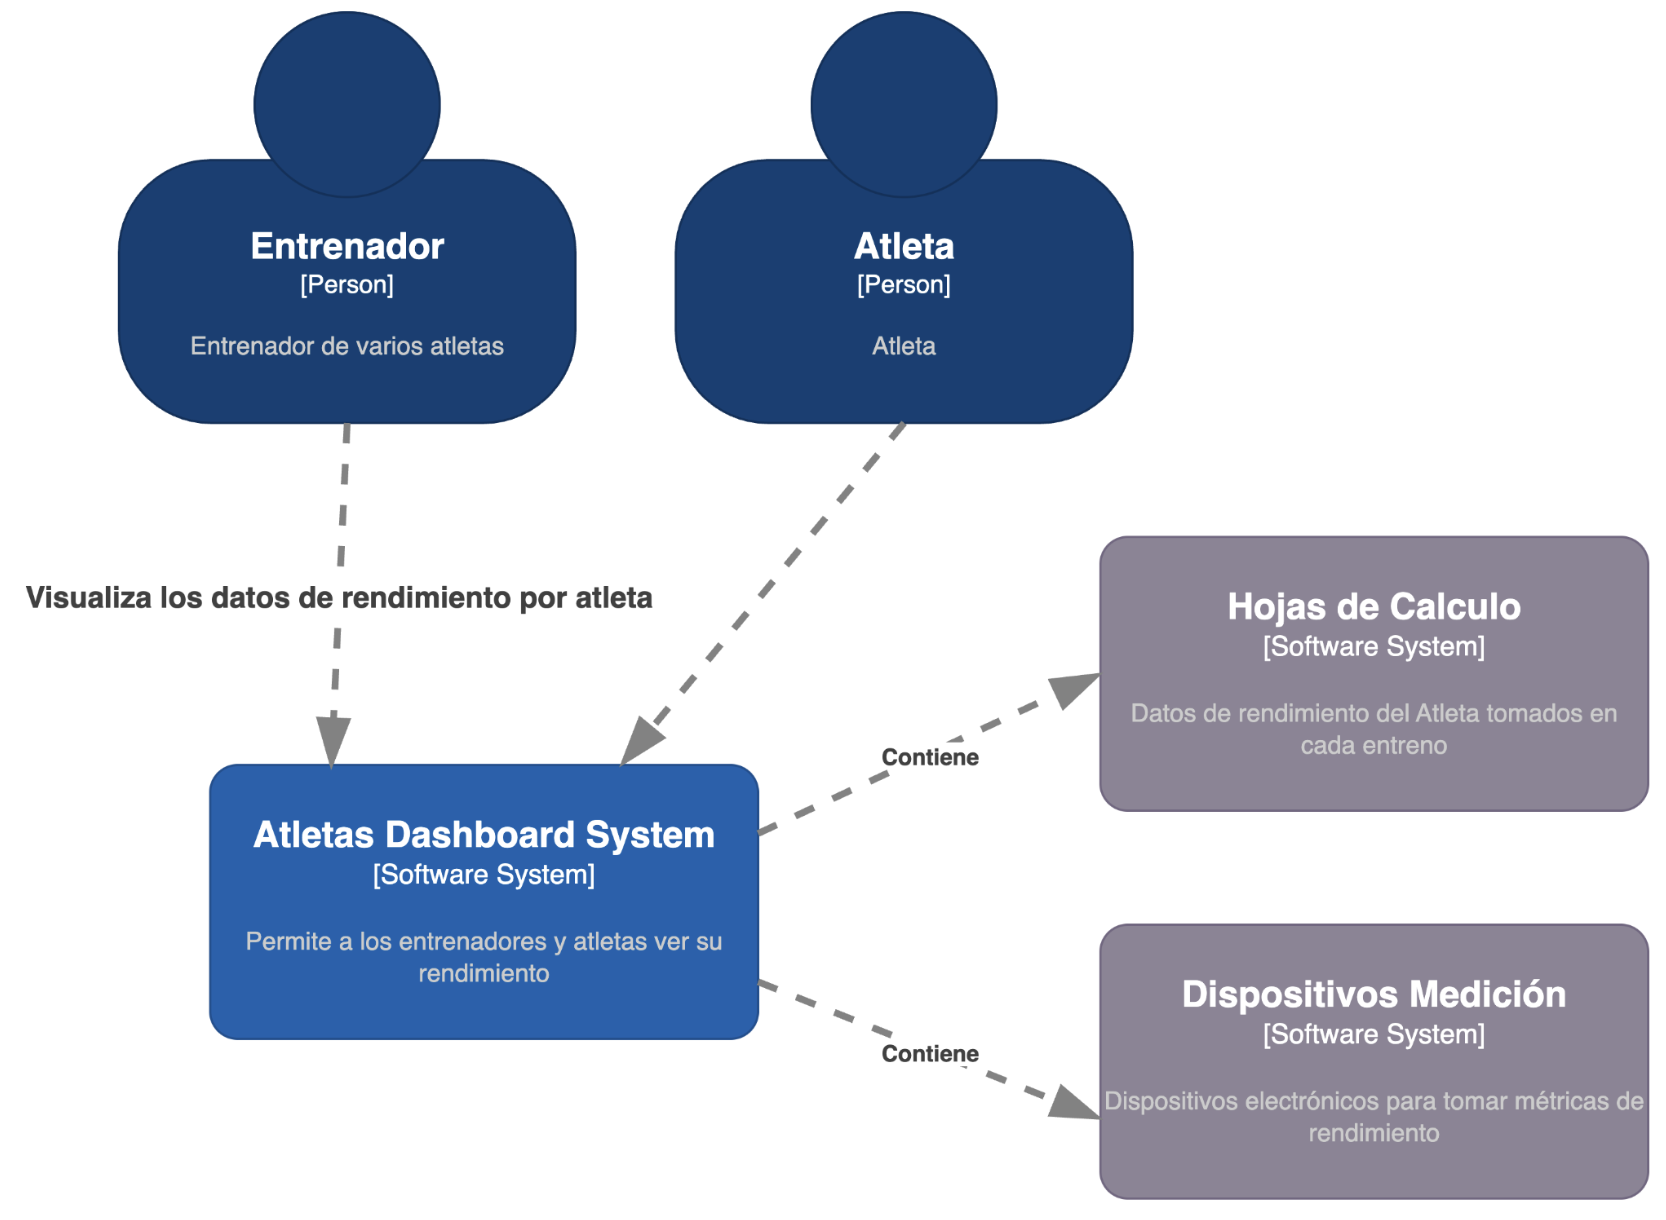 Entrenador
[Person]
Entrenador de varios atletas
Atleta
[Person]
Atleta
Visualiza los datos de rendimiento por atleta
Hojas de Calculo
[Software System]
Datos de rendimiento del Atleta tomados en
cada entreno
Contiene
Atletas Dashboard System
[Software System]
Permite a los entrenadores y atletas ver su
rendimiento
Contiene
Dispositivos Medición
[Software System]
Dispositivos electrónicos para tomar métricas de
rendimiento